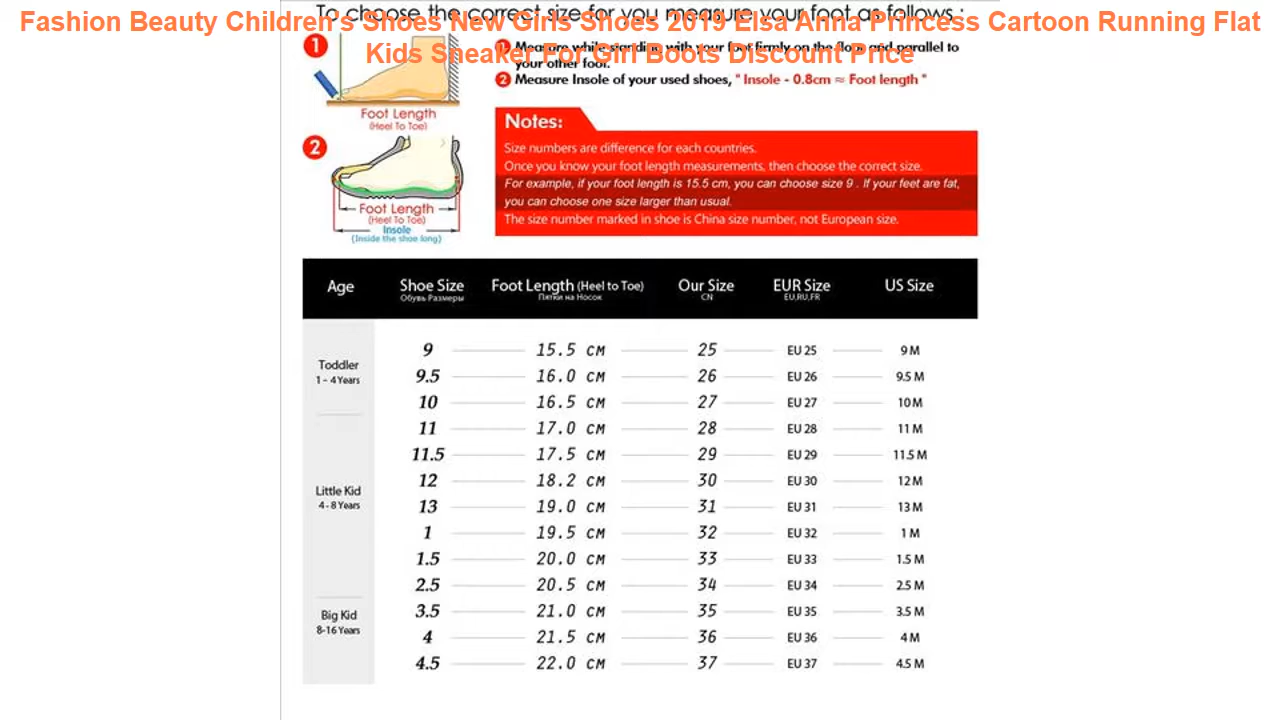 Fashion Beauty Children's Shoes New Girls Shoes 2019 Elsa Anna Princess Cartoon Running Flat
Kids Sneaker For Girl Boots Discount Price
To choose the correct size for you measure your foot as follows :
1
1 Measure while standing with your foot firmly on the floor and parallel to
your other foot.
2 Measure Insole of your used shoes, " Insole - 0.8cm ≈ Foot length "
Foot Length
(Heel To Toe)
2
Foot Length
(Heel To Toe)
Insole
(Inside the shoe long)
Notes:
Size numbers are difference for each countries.
Once you know your foot length measurements, then choose the correct size.
For example, if your foot length is 15.5 cm, you can choose size 9 . If your feet are fat,
you can choose one size larger than usual.
The size number marked in shoe is China size number, not European size.
Age Shoe Size Foot Length (Heel to Toe) Our Size EUR Size US Size
Обувь Размеры Пятки на Носок CN EU,RU,FR
9 15.5 CM 25 EU 25 9 M
Toddler
1 - 4 Years
9.5 16.0 CM 26 EU 26 9.5 M
10 16.5 CM 27 EU 27 10 M
11 17.0 CM 28 EU 28 11 M
11.5 17.5 CM 29 EU 29 11.5 M
12 18.2 CM 30 EU 30 12 M
Little Kid
4 - 8 Years
13 19.0 CM 31 EU 31 13 M
1 19.5 CM 32 EU 32 1 M
1.5 20.0 CM 33 EU 33 1.5 M
2.5 20.5 CM 34 EU 34 2.5 M
3.5 21.0 CM 35 EU 35 3.5 M
Big Kid
8-16 Years
4 21.5 CM 36 EU 36 4 M
4.5 22.0 CM 37 EU 37 4.5 M